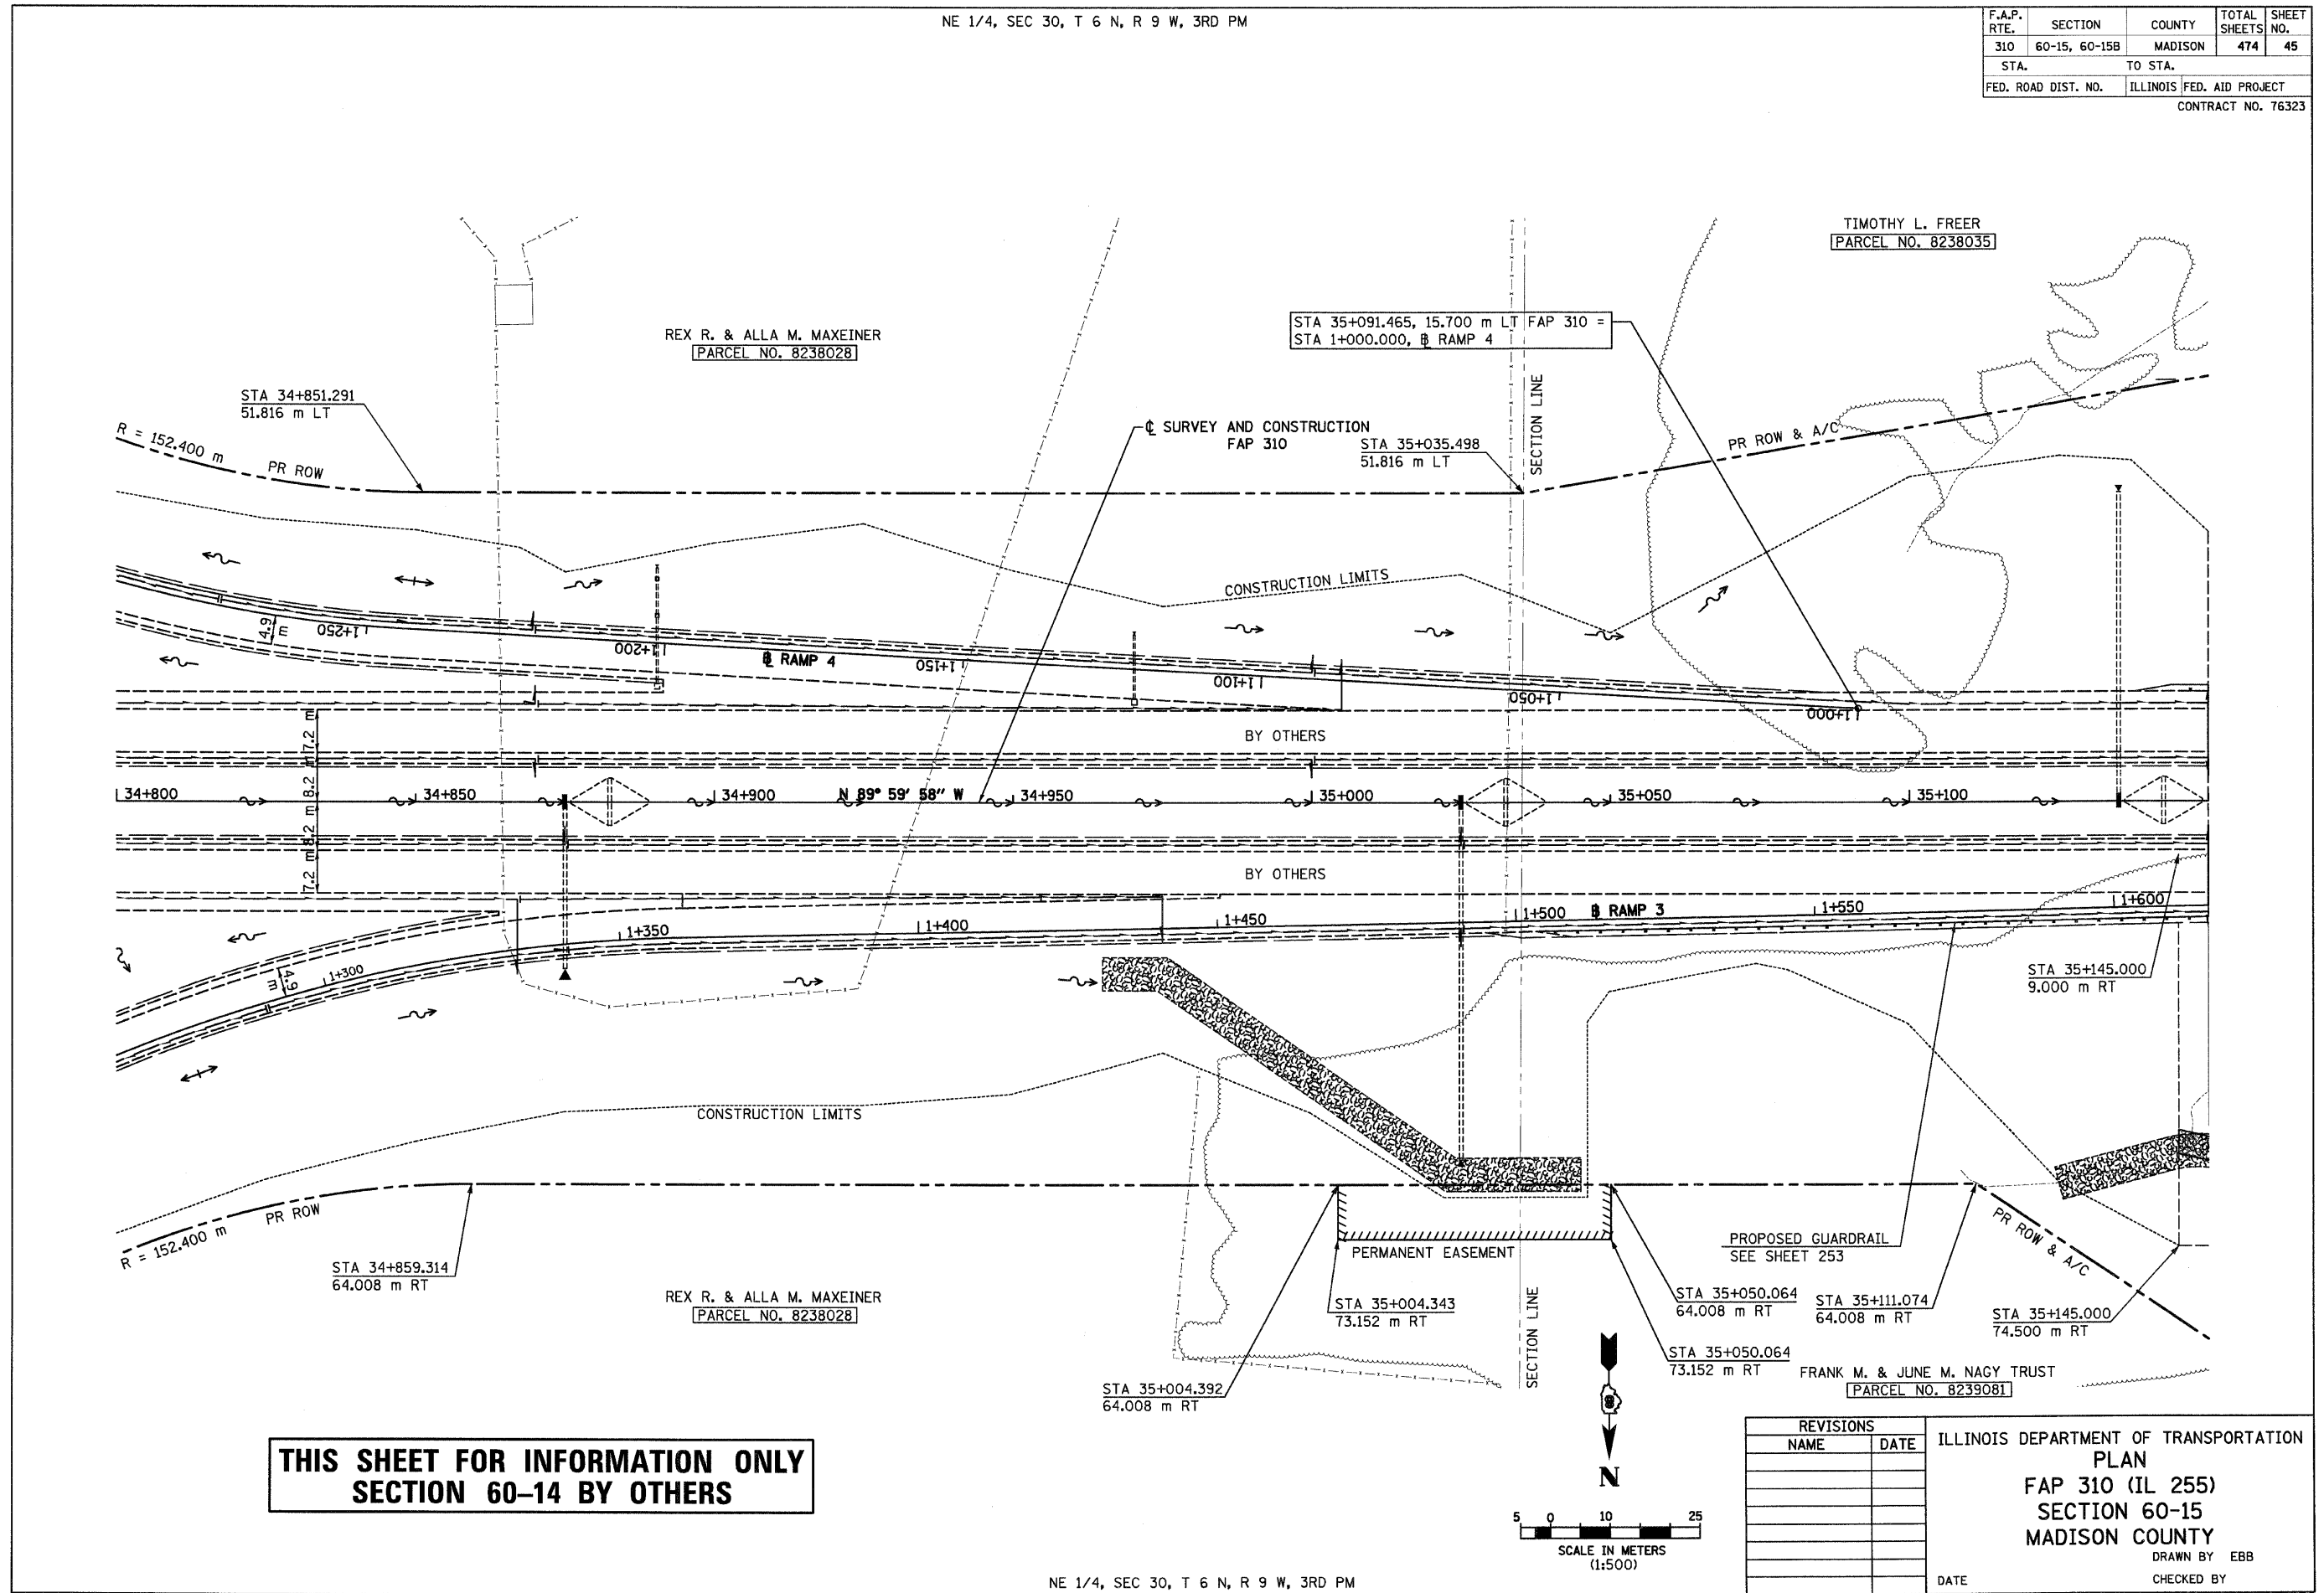 NE 1/4, SEC 30, T 6 N, R 9 W, 3RD PM
F.A.P. RTE.
SECTION
COUNTY
TOTAL SHEETS
SHEET NO.
310
60-15, 60-15B
MADISON
474
45
STA.
TO STA.
FED. ROAD DIST. NO.
ILLINOIS
FED. AID PROJECT
CONTRACT NO. 76323
TIMOTHY L. FREER
PARCEL NO. 8238035
REX R. & ALLA M. MAXEINER
PARCEL NO. 8238028
STA 35+091.465, 15.700 m LT FAP 310 =
STA 1+000.000, ⅊ RAMP 4
STA 34+851.291
51.816 m LT
R = 152.400 m
PR ROW
℄ SURVEY AND CONSTRUCTION
FAP 310
STA 35+035.498
51.816 m LT
SECTION LINE
PR ROW & A/C
CONSTRUCTION LIMITS
4.9 m
1+250
1+200
B RAMP 4
1+150
1+100
1+050
1+000
7.2 m
BY OTHERS
8.2 m
34+800
34+850
34+900
N 89° 59' 58" W
34+950
35+000
35+050
35+100
8.2 m
7.2 m
BY OTHERS
4.9 m
1+300
1+350
1+400
1+450
1+500
B RAMP 3
1+550
1+600
STA 35+145.000
9.000 m RT
CONSTRUCTION LIMITS
PR ROW
R = 152.400 m
STA 34+859.314
64.008 m RT
PERMANENT EASEMENT
PROPOSED GUARDRAIL
SEE SHEET 253
PR ROW & A/C
REX R. & ALLA M. MAXEINER
PARCEL NO. 8238028
STA 35+004.343
73.152 m RT
SECTION LINE
STA 35+050.064
64.008 m RT
STA 35+111.074
64.008 m RT
STA 35+145.000
74.500 m RT
STA 35+050.064
73.152 m RT
STA 35+004.392
64.008 m RT
FRANK M. & JUNE M. NAGY TRUST
PARCEL NO. 8239081
N
THIS SHEET FOR INFORMATION ONLY
SECTION 60–14 BY OTHERS
5 0 10 25
SCALE IN METERS
(1:500)
REVISIONS
NAME
DATE
ILLINOIS DEPARTMENT OF TRANSPORTATION
PLAN
FAP 310 (IL 255)
SECTION 60-15
MADISON COUNTY
DRAWN BY EBB
DATE
CHECKED BY
NE 1/4, SEC 30, T 6 N, R 9 W, 3RD PM